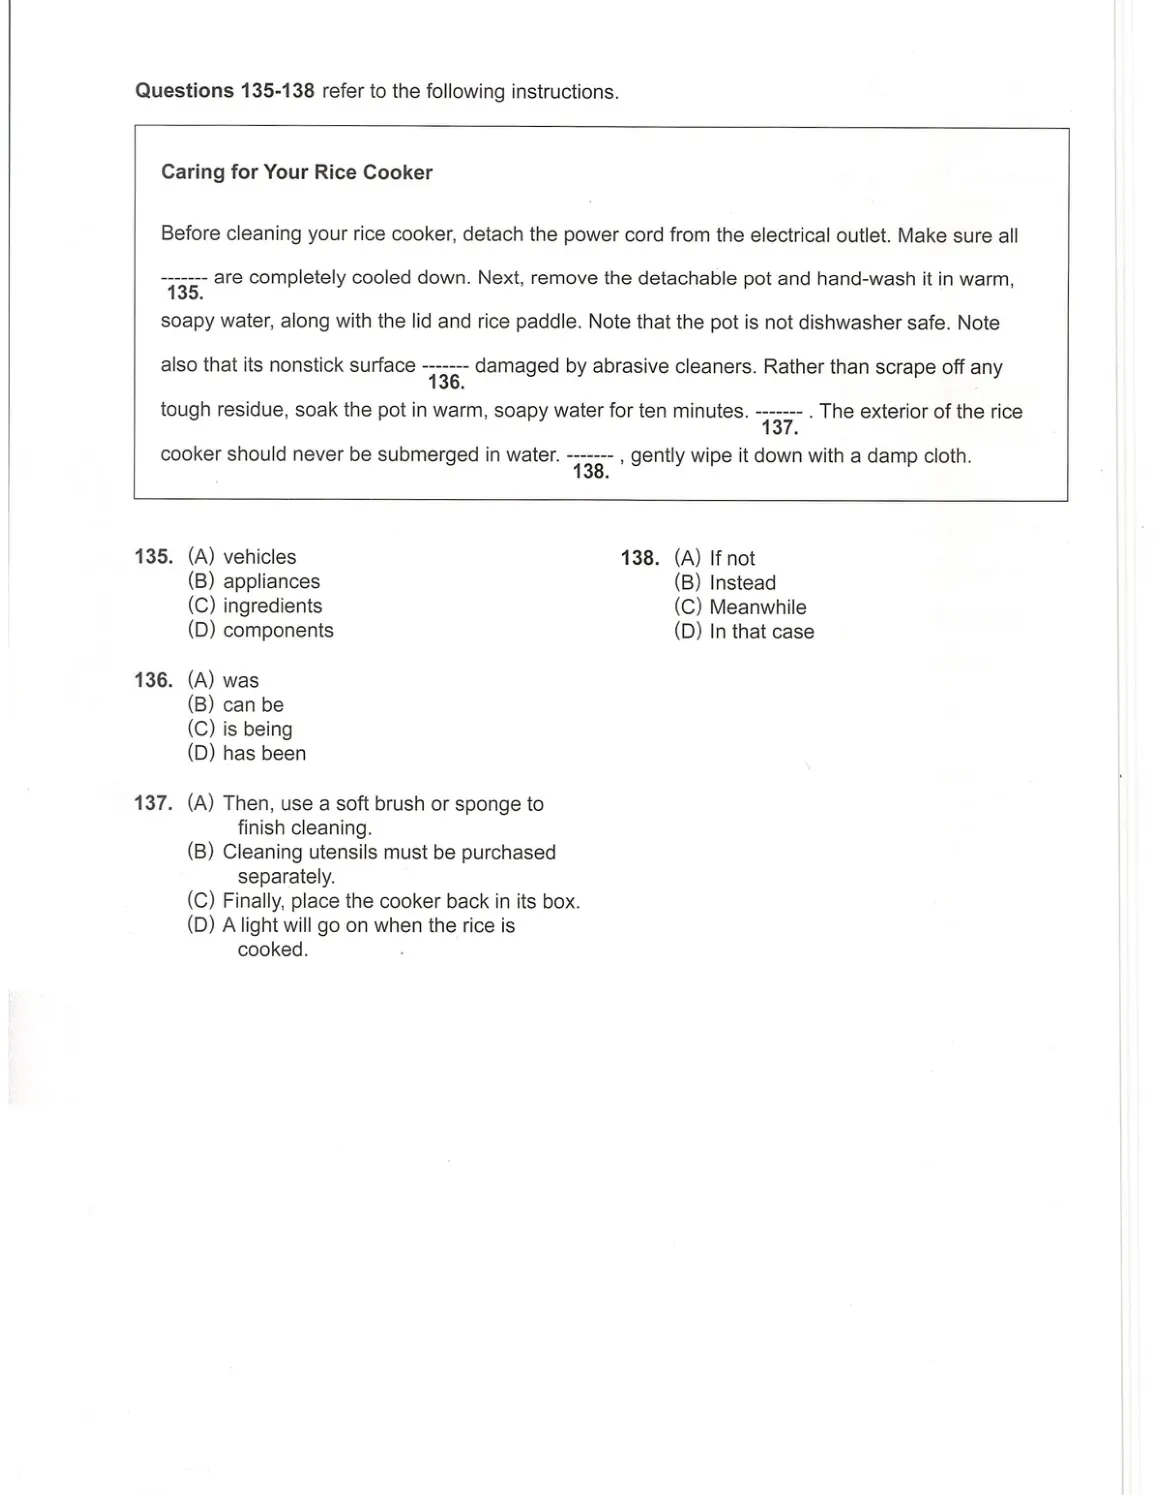 Questions 135-138 refer to the following instructions.
Caring for Your Rice Cooker
Before cleaning your rice cooker, detach the power cord from the electrical outlet. Make sure all
------- are completely cooled down. Next, remove the detachable pot and hand-wash it in warm,
135.
soapy water, along with the lid and rice paddle. Note that the pot is not dishwasher safe. Note
also that its nonstick surface ------- damaged by abrasive cleaners. Rather than scrape off any
136.
tough residue, soak the pot in warm, soapy water for ten minutes. ------- . The exterior of the rice
137.
cooker should never be submerged in water. ------- , gently wipe it down with a damp cloth.
138.
135. (A) vehicles
(B) appliances
(C) ingredients
(D) components
136. (A) was
(B) can be
(C) is being
(D) has been
137. (A) Then, use a soft brush or sponge to
finish cleaning.
(B) Cleaning utensils must be purchased
separately.
(C) Finally, place the cooker back in its box.
(D) A light will go on when the rice is
cooked.
138. (A) If not
(B) Instead
(C) Meanwhile
(D) In that case